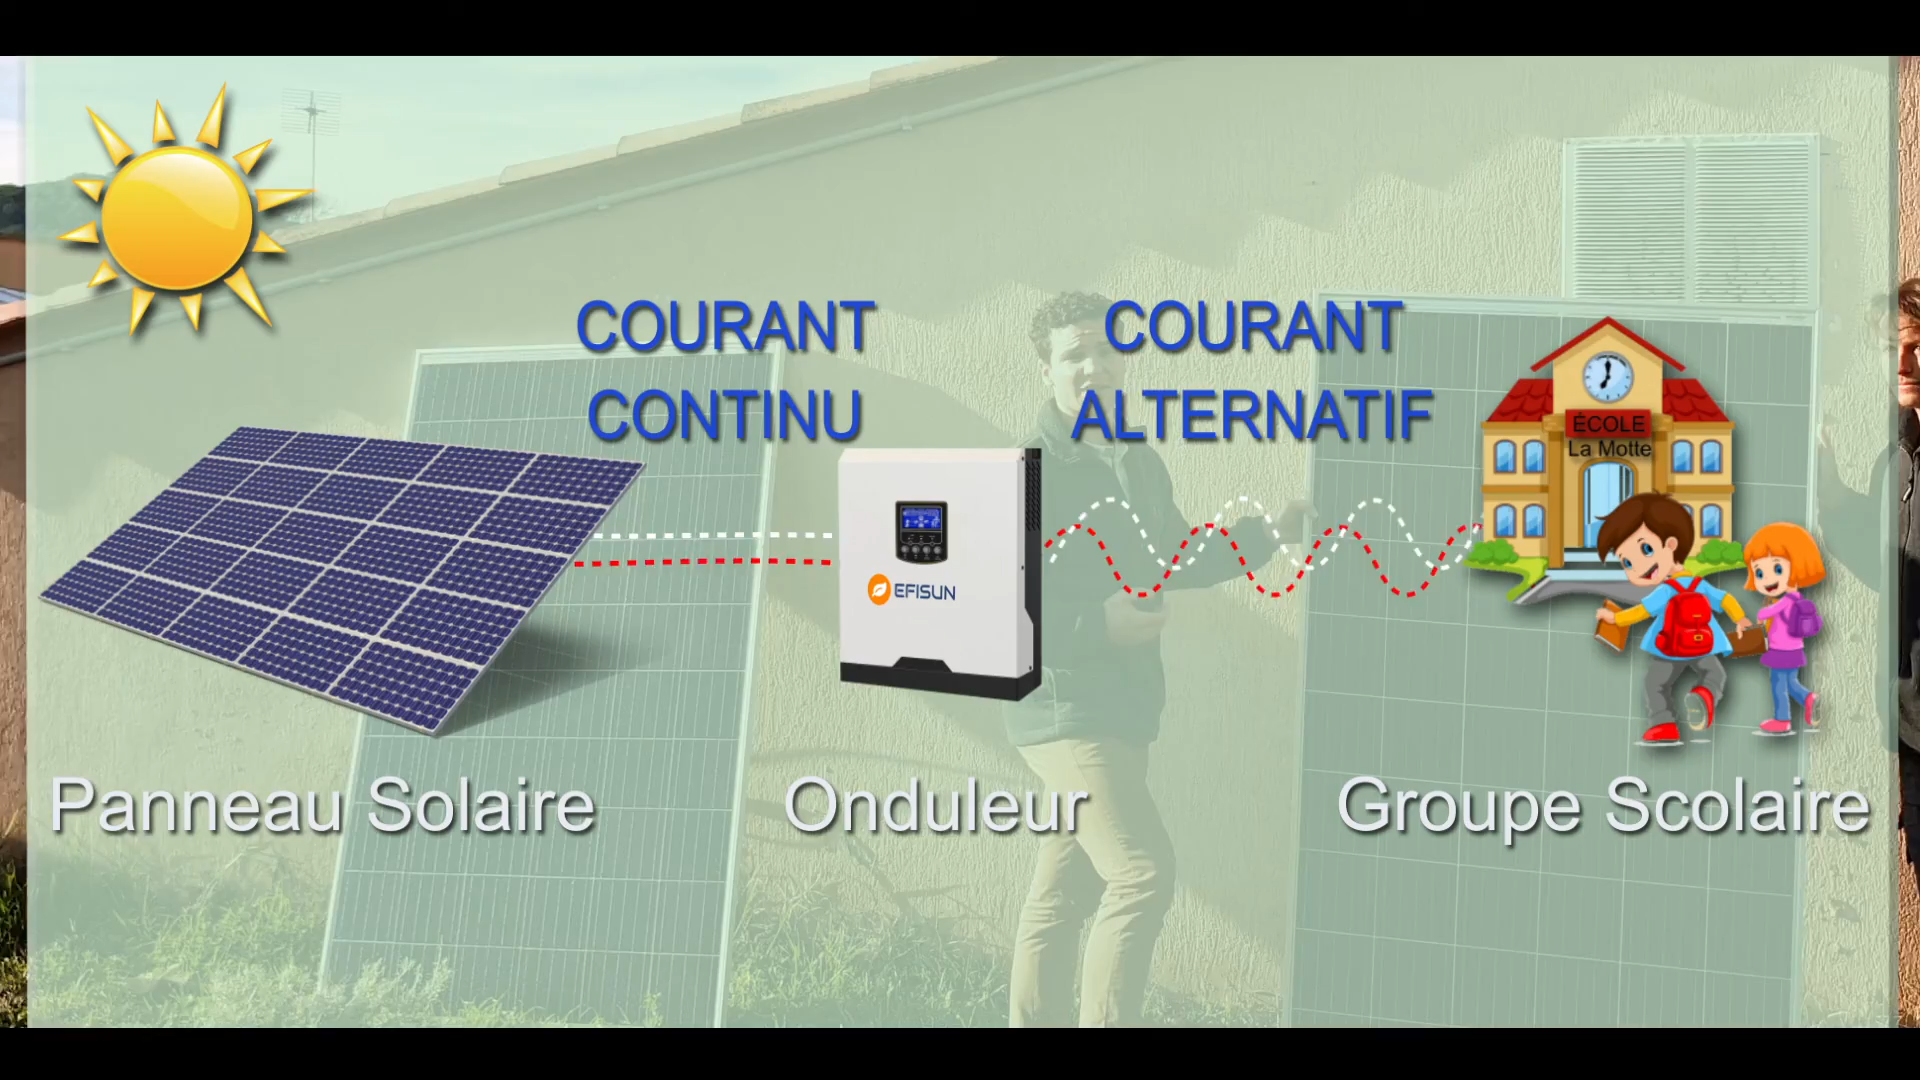 COURANT
CONTINU
COURANT
ALTERNATIF
ÉCOLE
La Motte
EFISUN
Panneau Solaire
Onduleur
Groupe Scolaire